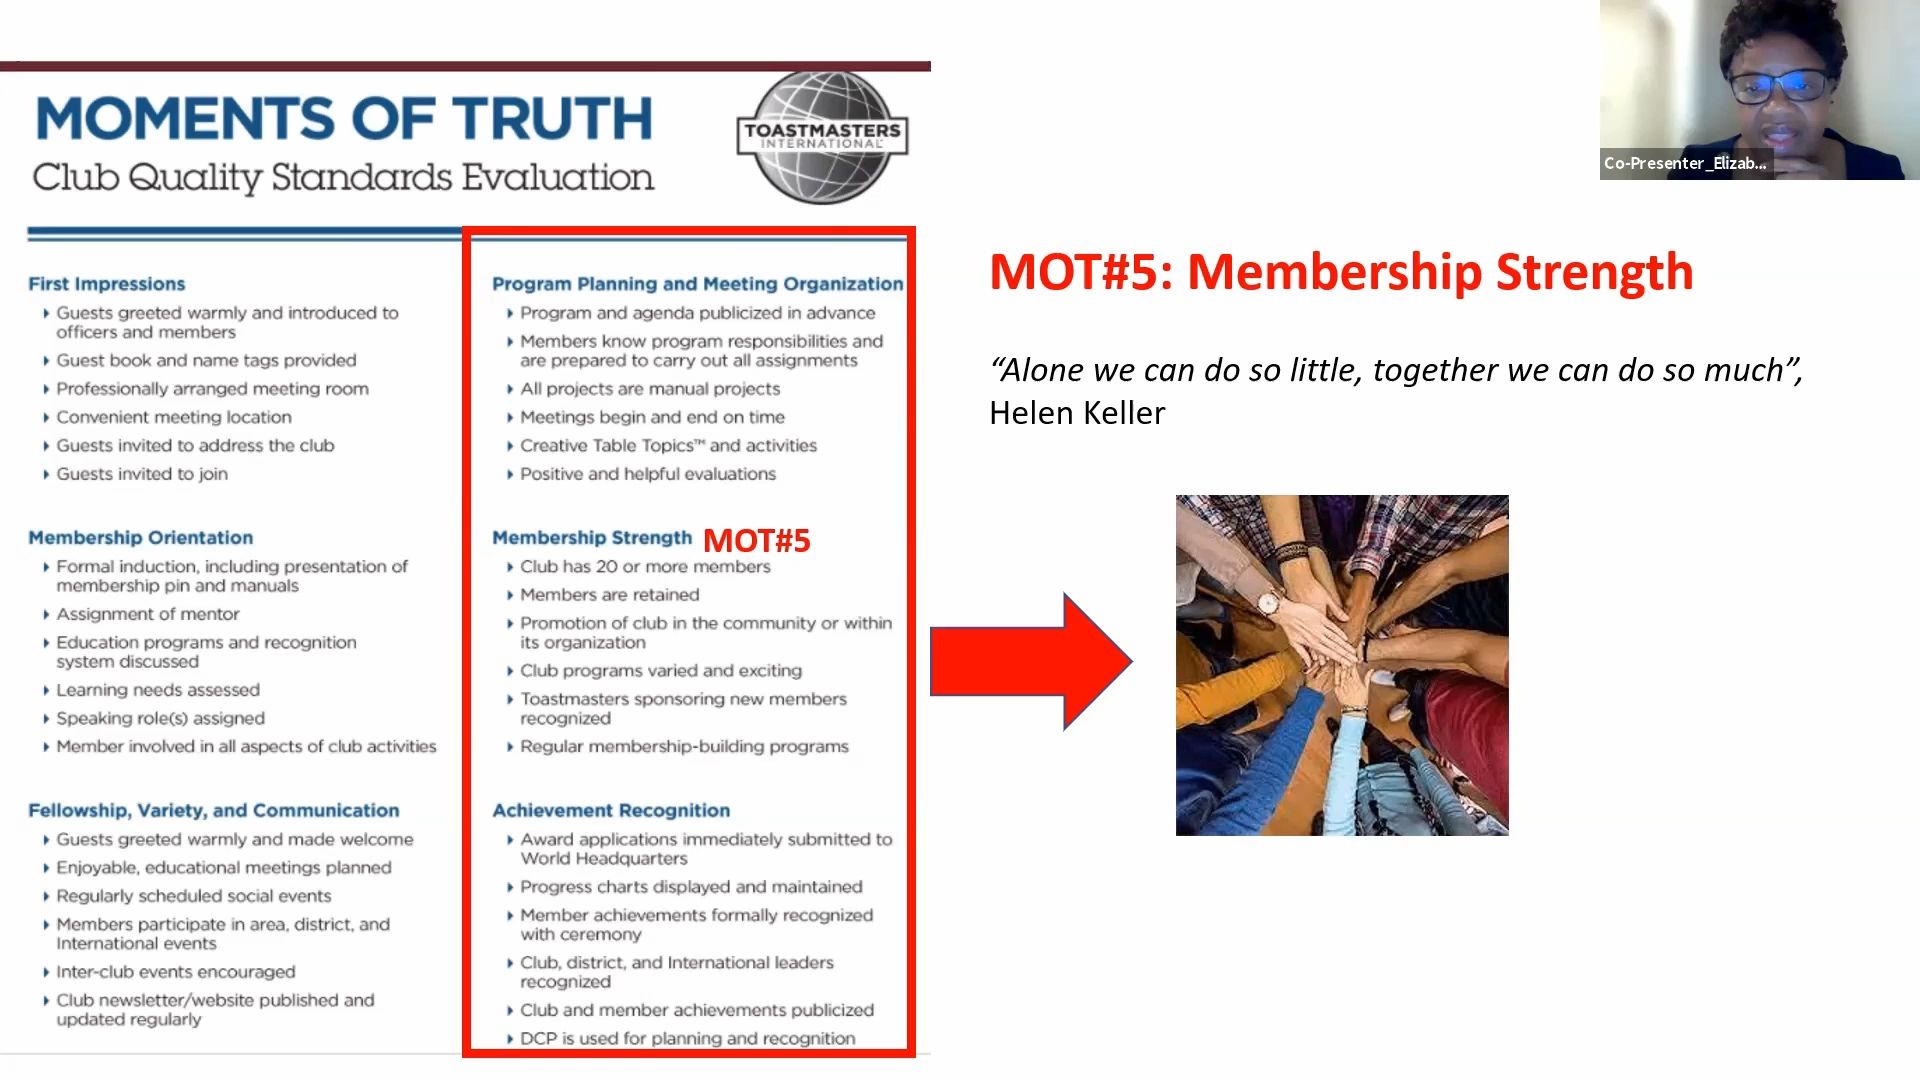 MOMENTS OF TRUTH
Club Quality Standards Evaluation
TOASTMASTERS
INTERNATIONAL
First Impressions
Guests greeted warmly and introduced to
officers and members
Guest book and name tags provided
Professionally arranged meeting room
Convenient meeting location
Guests invited to address the club
Guests invited to join
Membership Orientation
Formal induction, including presentation of
membership pin and manuals
Assignment of mentor
Education programs and recognition
system discussed
Learning needs assessed
Speaking role(s) assigned
Member involved in all aspects of club activities
Fellowship, Variety, and Communication
Guests greeted warmly and made welcome
Enjoyable, educational meetings planned
Regularly scheduled social events
Members participate in area, district, and
International events
Inter-club events encouraged
Club newsletter/website published and
updated regularly
Program Planning and Meeting Organization
Program and agenda publicized in advance
Members know program responsibilities and
are prepared to carry out all assignments
All projects are manual projects
Meetings begin and end on time
Creative Table Topics™ and activities
Positive and helpful evaluations
Membership Strength MOT#5
Club has 20 or more members
Members are retained
Promotion of club in the community or within
its organization
Club programs varied and exciting
Toastmasters sponsoring new members
recognized
Regular membership-building programs
Achievement Recognition
Award applications immediately submitted to
World Headquarters
Progress charts displayed and maintained
Member achievements formally recognized
with ceremony
Club, district, and International leaders
recognized
Club and member achievements publicized
DCP is used for planning and recognition
MOT#5: Membership Strength
“Alone we can do so little, together we can do so much”,
Helen Keller
Co-Presenter_Elizab...